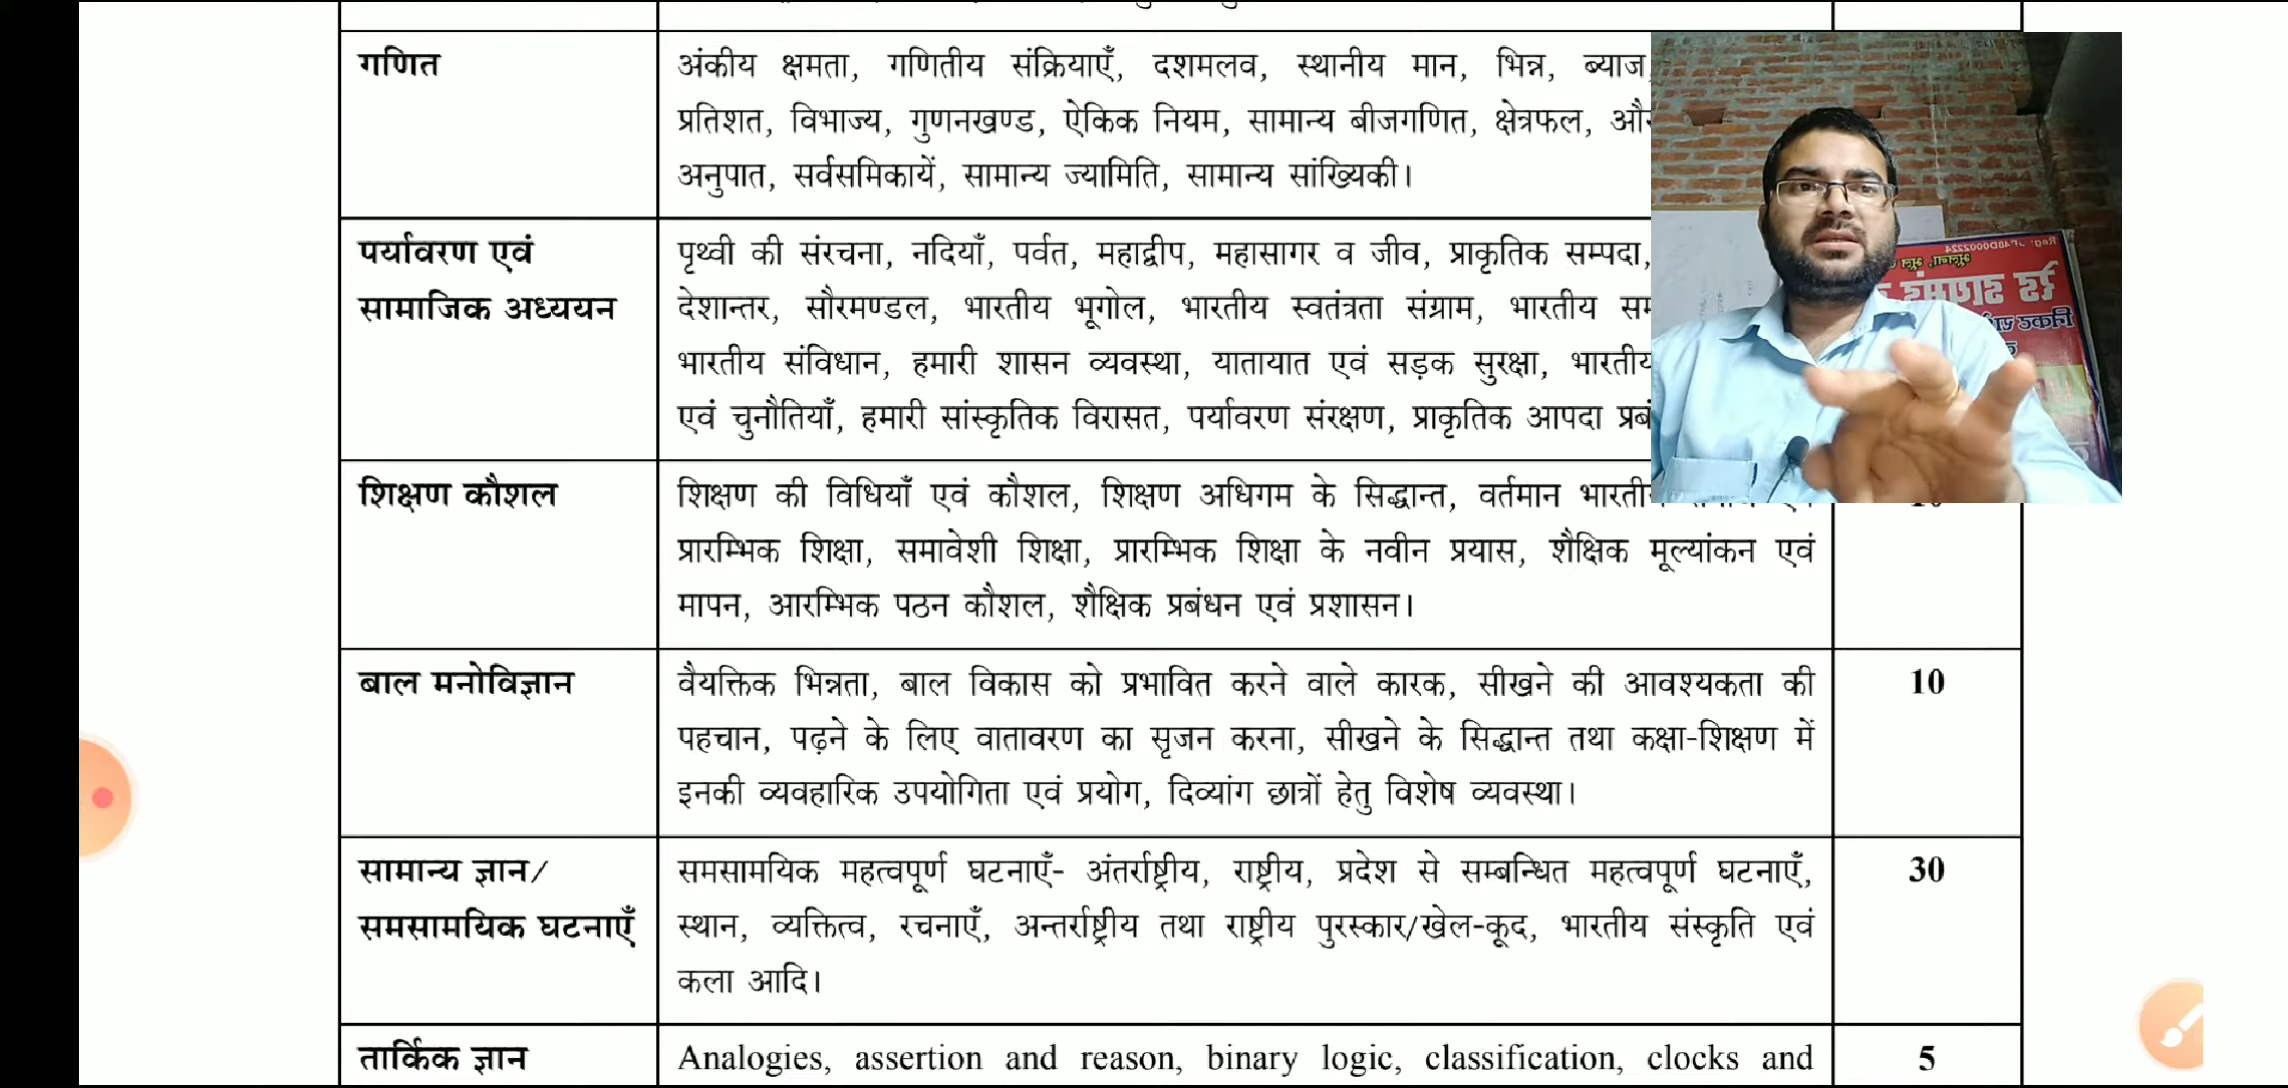 गणित
अंकीय क्षमता, गणितीय संक्रियाएँ, दशमलव, स्थानीय मान, भिन्न, ब्याज,
प्रतिशत, विभाज्य, गुणनखण्ड, ऐकिक नियम, सामान्य बीजगणित, क्षेत्रफल,
अनुपात, सर्वसमिकायें, सामान्य ज्यामिति, सामान्य सांख्यिकी।
पर्यावरण एवं
सामाजिक अध्ययन
पृथ्वी की संरचना, नदियाँ, पर्वत, महाद्वीप, महासागर व जीव, प्राकृतिक सम्पदा,
देशान्तर, सौरमण्डल, भारतीय भूगोल, भारतीय स्वतंत्रता संग्राम, भारतीय
भारतीय संविधान, हमारी शासन व्यवस्था, यातायात एवं सड़क सुरक्षा, भारतीय
एवं चुनौतियाँ, हमारी सांस्कृतिक विरासत, पर्यावरण संरक्षण, प्राकृतिक आपदा
शिक्षण कौशल
शिक्षण की विधियाँ एवं कौशल, शिक्षण अधिगम के सिद्धान्त, वर्तमान
प्रारम्भिक शिक्षा, समावेशी शिक्षा, प्रारम्भिक शिक्षा के नवीन प्रयास, शैक्षिक मूल्यांकन एवं
मापन, आरम्भिक पठन कौशल, शैक्षिक प्रबंधन एवं प्रशासन।
बाल मनोविज्ञान
वैयक्तिक भिन्नता, बाल विकास को प्रभावित करने वाले कारक, सीखने की आवश्यकता की
पहचान, पढ़ने के लिए वातावरण का सृजन करना, सीखने के सिद्धान्त तथा कक्षा-शिक्षण में
इनकी व्यवहारिक उपयोगिता एवं प्रयोग, दिव्यांग छात्रों हेतु विशेष व्यवस्था।
10
सामान्य ज्ञान/
समसामयिक घटनाएँ
समसामयिक महत्वपूर्ण घटनाएँ- अंतर्राष्ट्रीय, राष्ट्रीय, प्रदेश से सम्बन्धित महत्वपूर्ण घटनाएँ,
स्थान, व्यक्तित्व, रचनाएँ, अन्तर्राष्ट्रीय तथा राष्ट्रीय पुरस्कार/खेल-कूद, भारतीय संस्कृति एवं
कला आदि।
30
तार्किक ज्ञान
Analogies, assertion and reason, binary logic, classification, clocks and
5